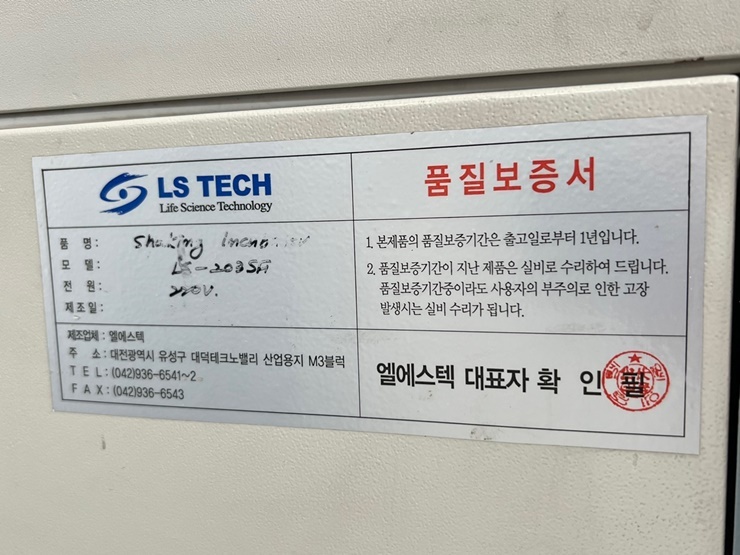 LS TECH
Life Science Technology
품질보증서
품 명 : Shaking
모 델 :
전 원 : 220V.
제조일 :
1. 본제품의 품질보증기간은 출고일로부터 1년입니다.
2. 품질보증기간이 지난 제품은 실비로 수리하여 드립니다.
품질보증기간중이라도 사용자의 부주의로 인한 고장
발생시는 실비 수리가 됩니다.
제조업체 : 엘에스텍
주 소 : 대전광역시 유성구 대덕테크노밸리 산업용지 M3블럭
T E L : (042)936-6541~2
F A X : (042)936-6543
엘에스텍 대표자 확 인 필